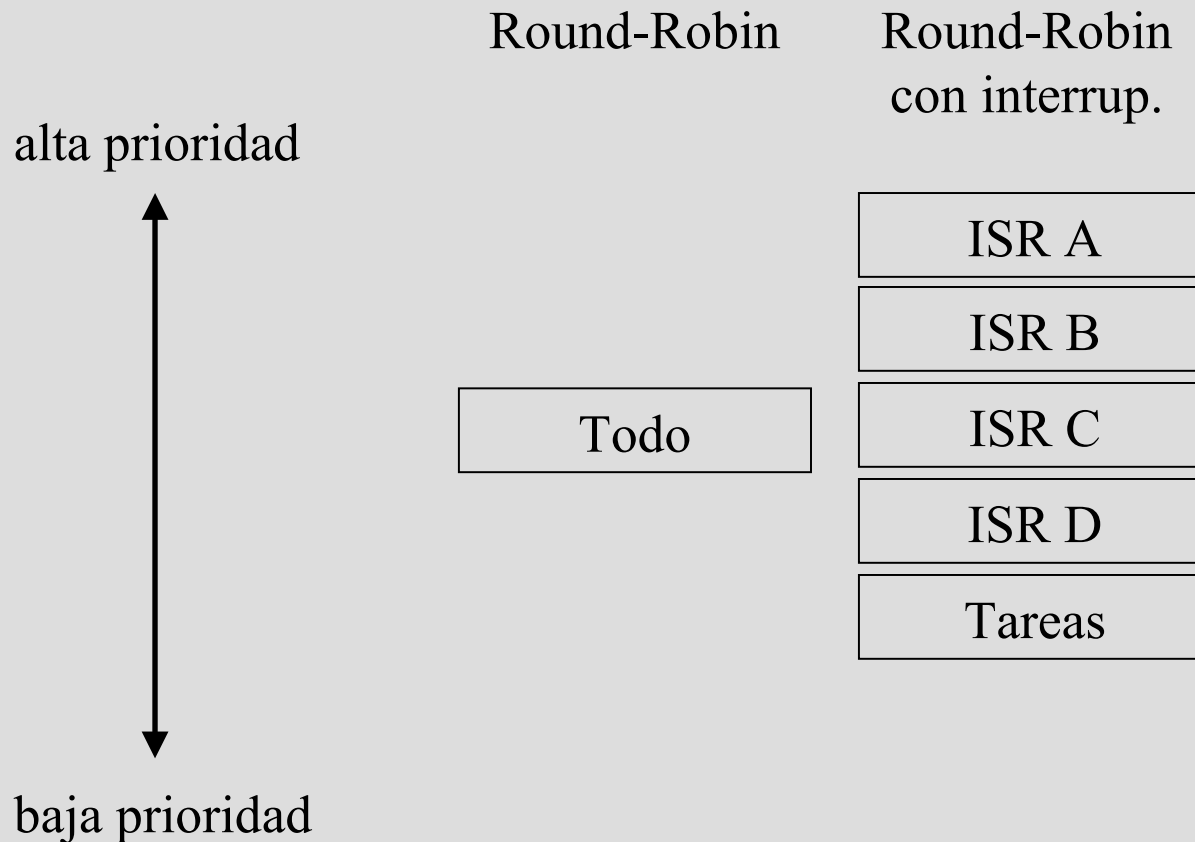 Round-Robin
Round-Robin
con interrup.
alta prioridad
ISR A
ISR B
Todo
ISR C
ISR D
Tareas
baja prioridad